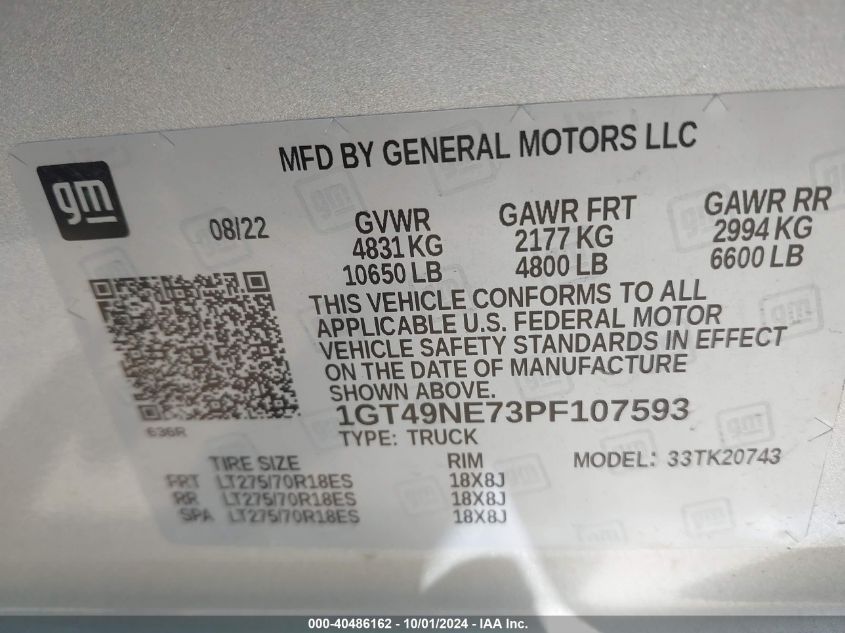 MFD BY GENERAL MOTORS LLC
gm
08/22
GVWR
4831 KG
10650 LB
GAWR FRT
2177 KG
4800 LB
GAWR RR
2994 KG
6600 LB
THIS VEHICLE CONFORMS TO ALL
APPLICABLE U.S. FEDERAL MOTOR
VEHICLE SAFETY STANDARDS IN EFFECT
ON THE DATE OF MANUFACTURE
SHOWN ABOVE.
636R
1GT49NE73PF107593
TYPE: TRUCK
TIRE SIZE RIM MODEL: 33TK20743
FRT LT275/70R18ES 18X8J
RR LT275/70R18ES 18X8J
SPA LT275/70R18ES 18X8J
000-40486162 - 10/01/2024 - IAA Inc.